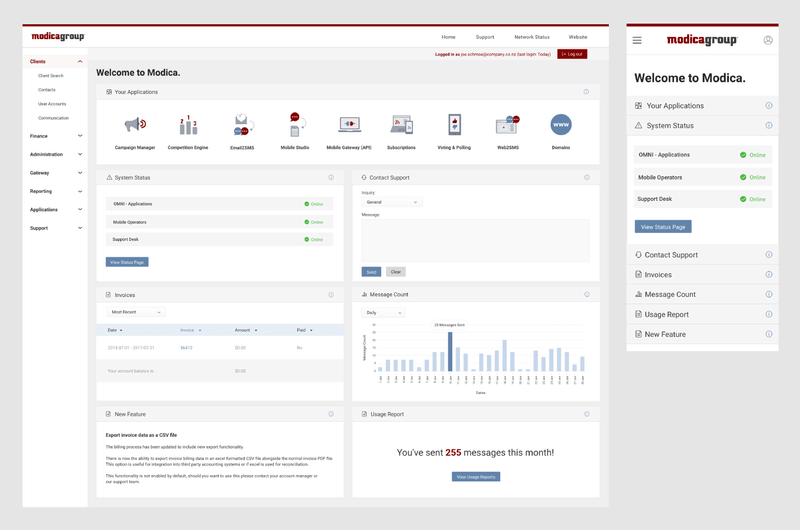 modicagroup
Home
Support
Network Status
Website
Logged in as joe.schmoe@company.co.nz (last login: Today)
Log out
Clients
Client Search
Contacts
User Accounts
Communication
Finance
Administration
Gateway
Reporting
Applications
Support
Welcome to Modica.
Your Applications
Campaign Manager
Competition Engine
Email2SMS
Mobile Studio
Mobile Gateway (API)
Subscriptions
Voting & Polling
Web2SMS
www
Domains
System Status
OMNI - Applications
Online
Mobile Operators
Online
Support Desk
Online
View Status Page
Contact Support
Inquiry:
General
Message:
Send
Clear
Invoices
Most Recent
Date
Invoice
Amount
Paid
$0.00
No
Your account balance is
$0.00
Message Count
Daily
Message Count
Dates
New Feature
Export invoice data as a CSV file
The billing process has been updated to include new export functionality.
There is now the ability to export invoice billing data in an excel formatted CSV file alongside the normal invoice PDF file.
This option is useful for integration into third party accounting systems or if excel is used for reconciliation.
This functionality is not enabled by default, should you want to use this please contact your account manager or
our support team.
Usage Report
You've sent 255 messages this month!
View Usage Reports
modicagroup
Welcome to Modica.
Your Applications
System Status
OMNI - Applications
Online
Mobile Operators
Online
Support Desk
Online
View Status Page
Contact Support
Invoices
Message Count
Usage Report
New Feature